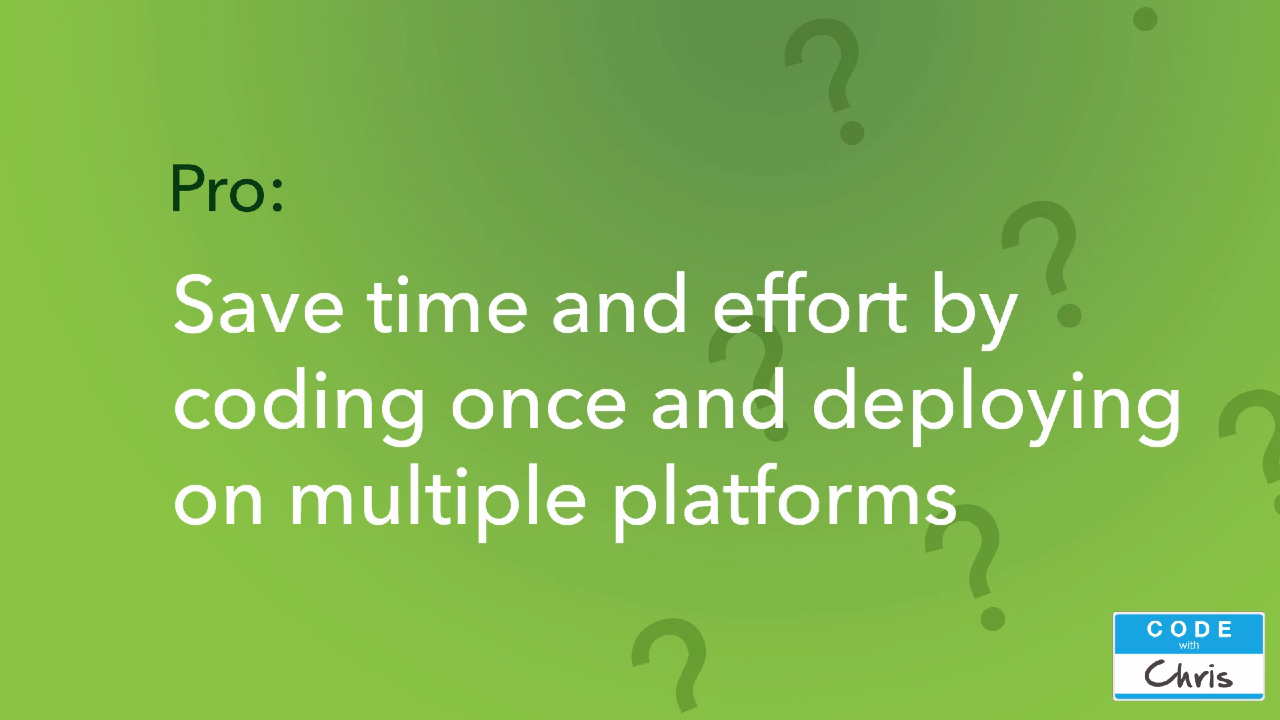 Pro:
Save time and effort by
coding once and deploying
on multiple platforms
CODE
with
Chris